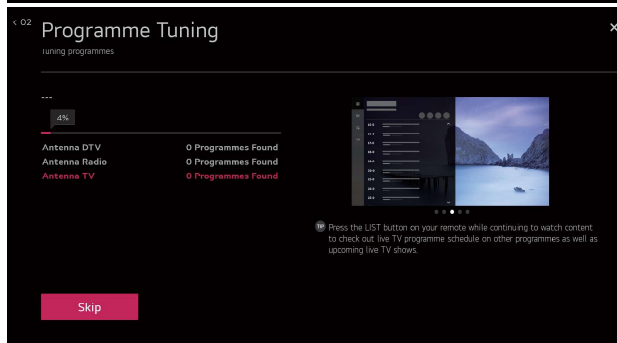 < 02
Programme Tuning
Tuning programmes
---
4%
Antenna DTV 0 Programmes Found
Antenna Radio 0 Programmes Found
Antenna TV 0 Programmes Found
TIP Press the LIST button on your remote while continuing to watch content
to check out live TV programme schedule on other programmes as well as
upcoming live TV shows.
Skip